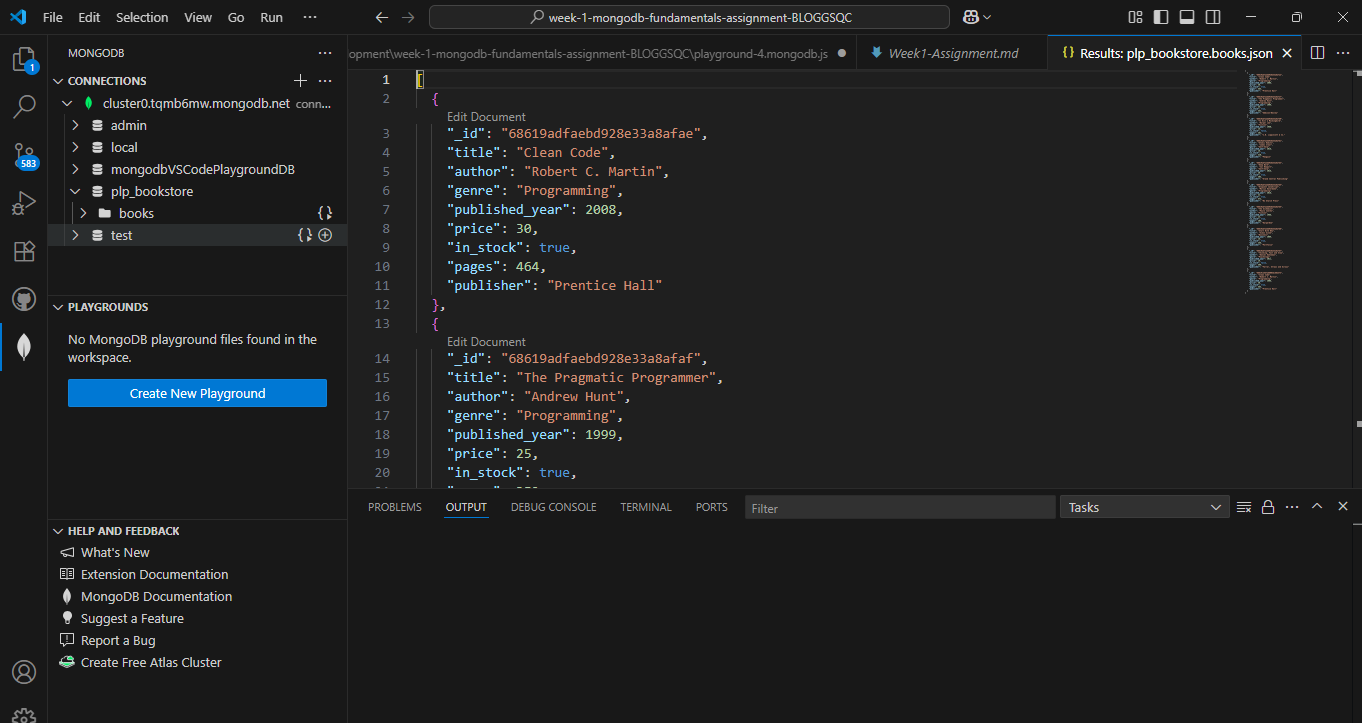 File Edit Selection View Go Run ···
week-1-mongodb-fundamentals-assignment-BLOGGSQC
1
583
MONGODB ···
CONNECTIONS
cluster0.tqmb6mw.mongodb.net conn...
admin
local
mongodbVSCodePlaygroundDB
plp_bookstore
books
test
PLAYGROUNDS
No MongoDB playground files found in the
workspace.
Create New Playground
HELP AND FEEDBACK
What's New
Extension Documentation
MongoDB Documentation
Suggest a Feature
Report a Bug
Create Free Atlas Cluster
opment\week-1-mongodb-fundamentals-assignment-BLOGGSQC\playground-4.mongodb.js
Week1-Assignment.md
{} Results: plp_bookstore.books.json
1 [
2 {
Edit Document
3 "_id": "68619adfaebd928e33a8afae",
4 "title": "Clean Code",
5 "author": "Robert C. Martin",
6 "genre": "Programming",
7 "published_year": 2008,
8 "price": 30,
9 "in_stock": true,
10 "pages": 464,
11 "publisher": "Prentice Hall"
12 },
13 {
Edit Document
14 "_id": "68619adfaebd928e33a8afaf",
15 "title": "The Pragmatic Programmer",
16 "author": "Andrew Hunt",
17 "genre": "Programming",
18 "published_year": 1999,
19 "price": 25,
20 "in_stock": true,
PROBLEMS OUTPUT DEBUG CONSOLE TERMINAL PORTS Filter Tasks